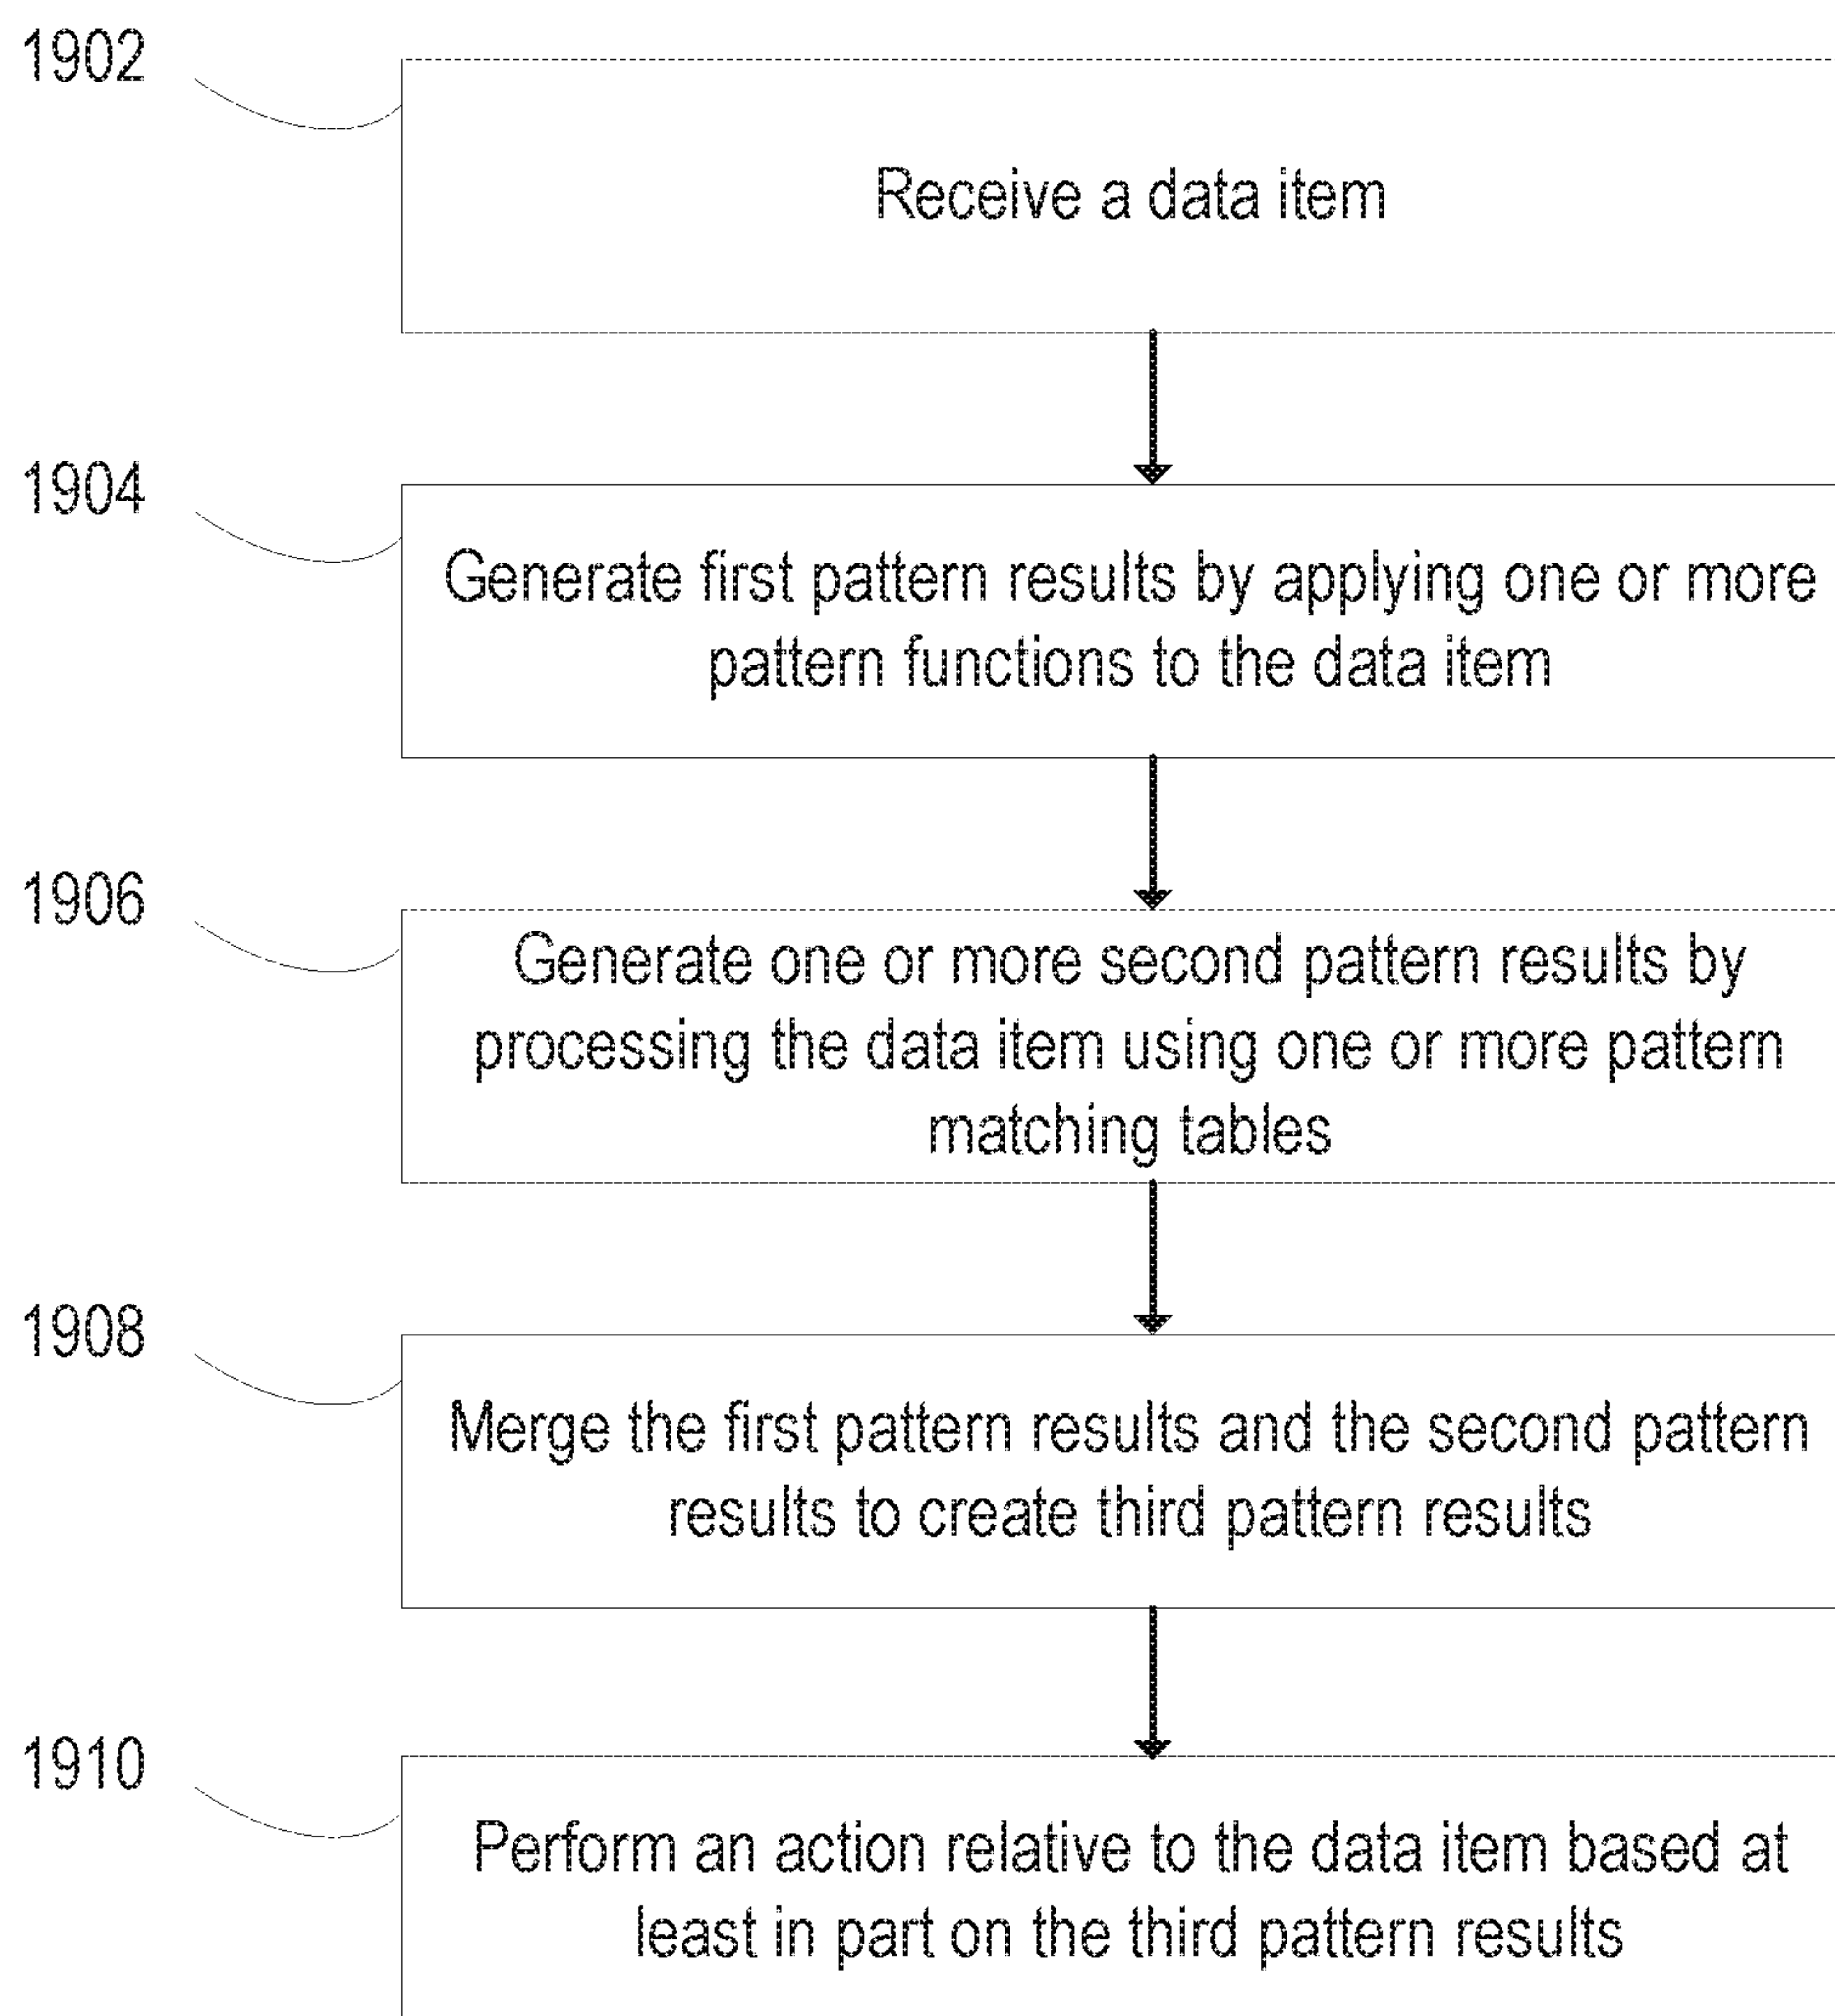 1902
Receive a data item
1904
Generate first pattern results by applying one or more
pattern functions to the data item
1906
Generate one or more second pattern results by
processing the data item using one or more pattern
matching tables
1908
Merge the first pattern results and the second pattern
results to create third pattern results
1910
Perform an action relative to the data item based at
least in part on the third pattern results